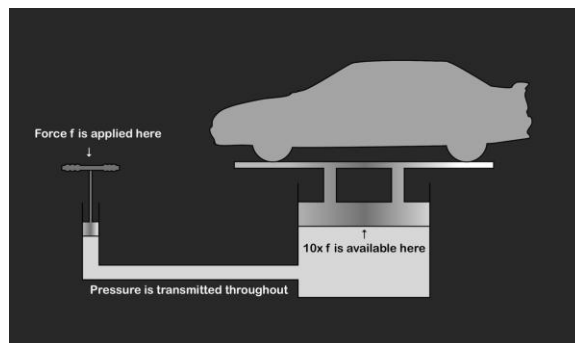 Force f is applied here
10x f is available here
Pressure is transmitted throughout